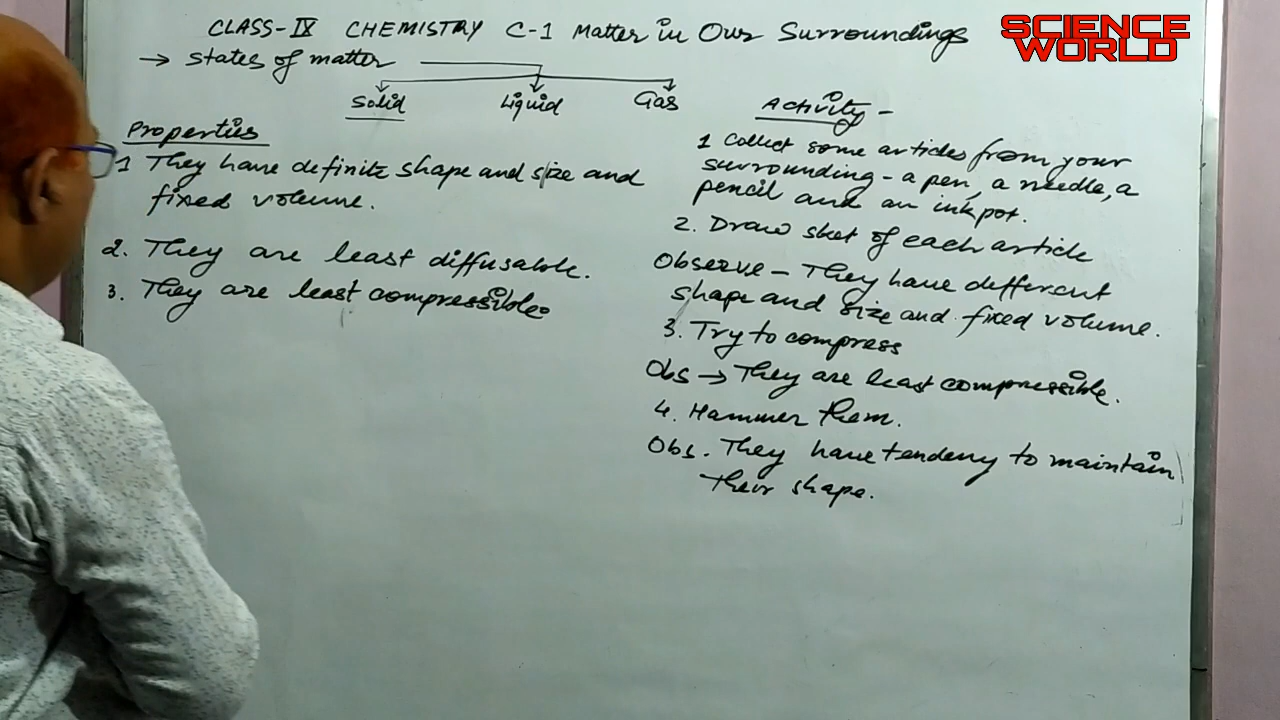 CLASS-IX CHEMISTRY C-1 Matter in Our Surroundings
SCIENCE
WORLD
→ States of matter
Solid Liquid Gas
Properties
1 They have definite shape and size and
fixed volume.
2. They are least diffusable.
3. They are least compressible.
Activity -
1 Collect some articles from your
surrounding - a pen, a needle, a
pencil and an inkpot.
2. Draw sket of each article
Observe - They have different
shape and size and fixed volume.
3. Try to compress
Obs → They are least compressible.
4. Hammer them.
Obs. They have tendeny to maintain
their shape.